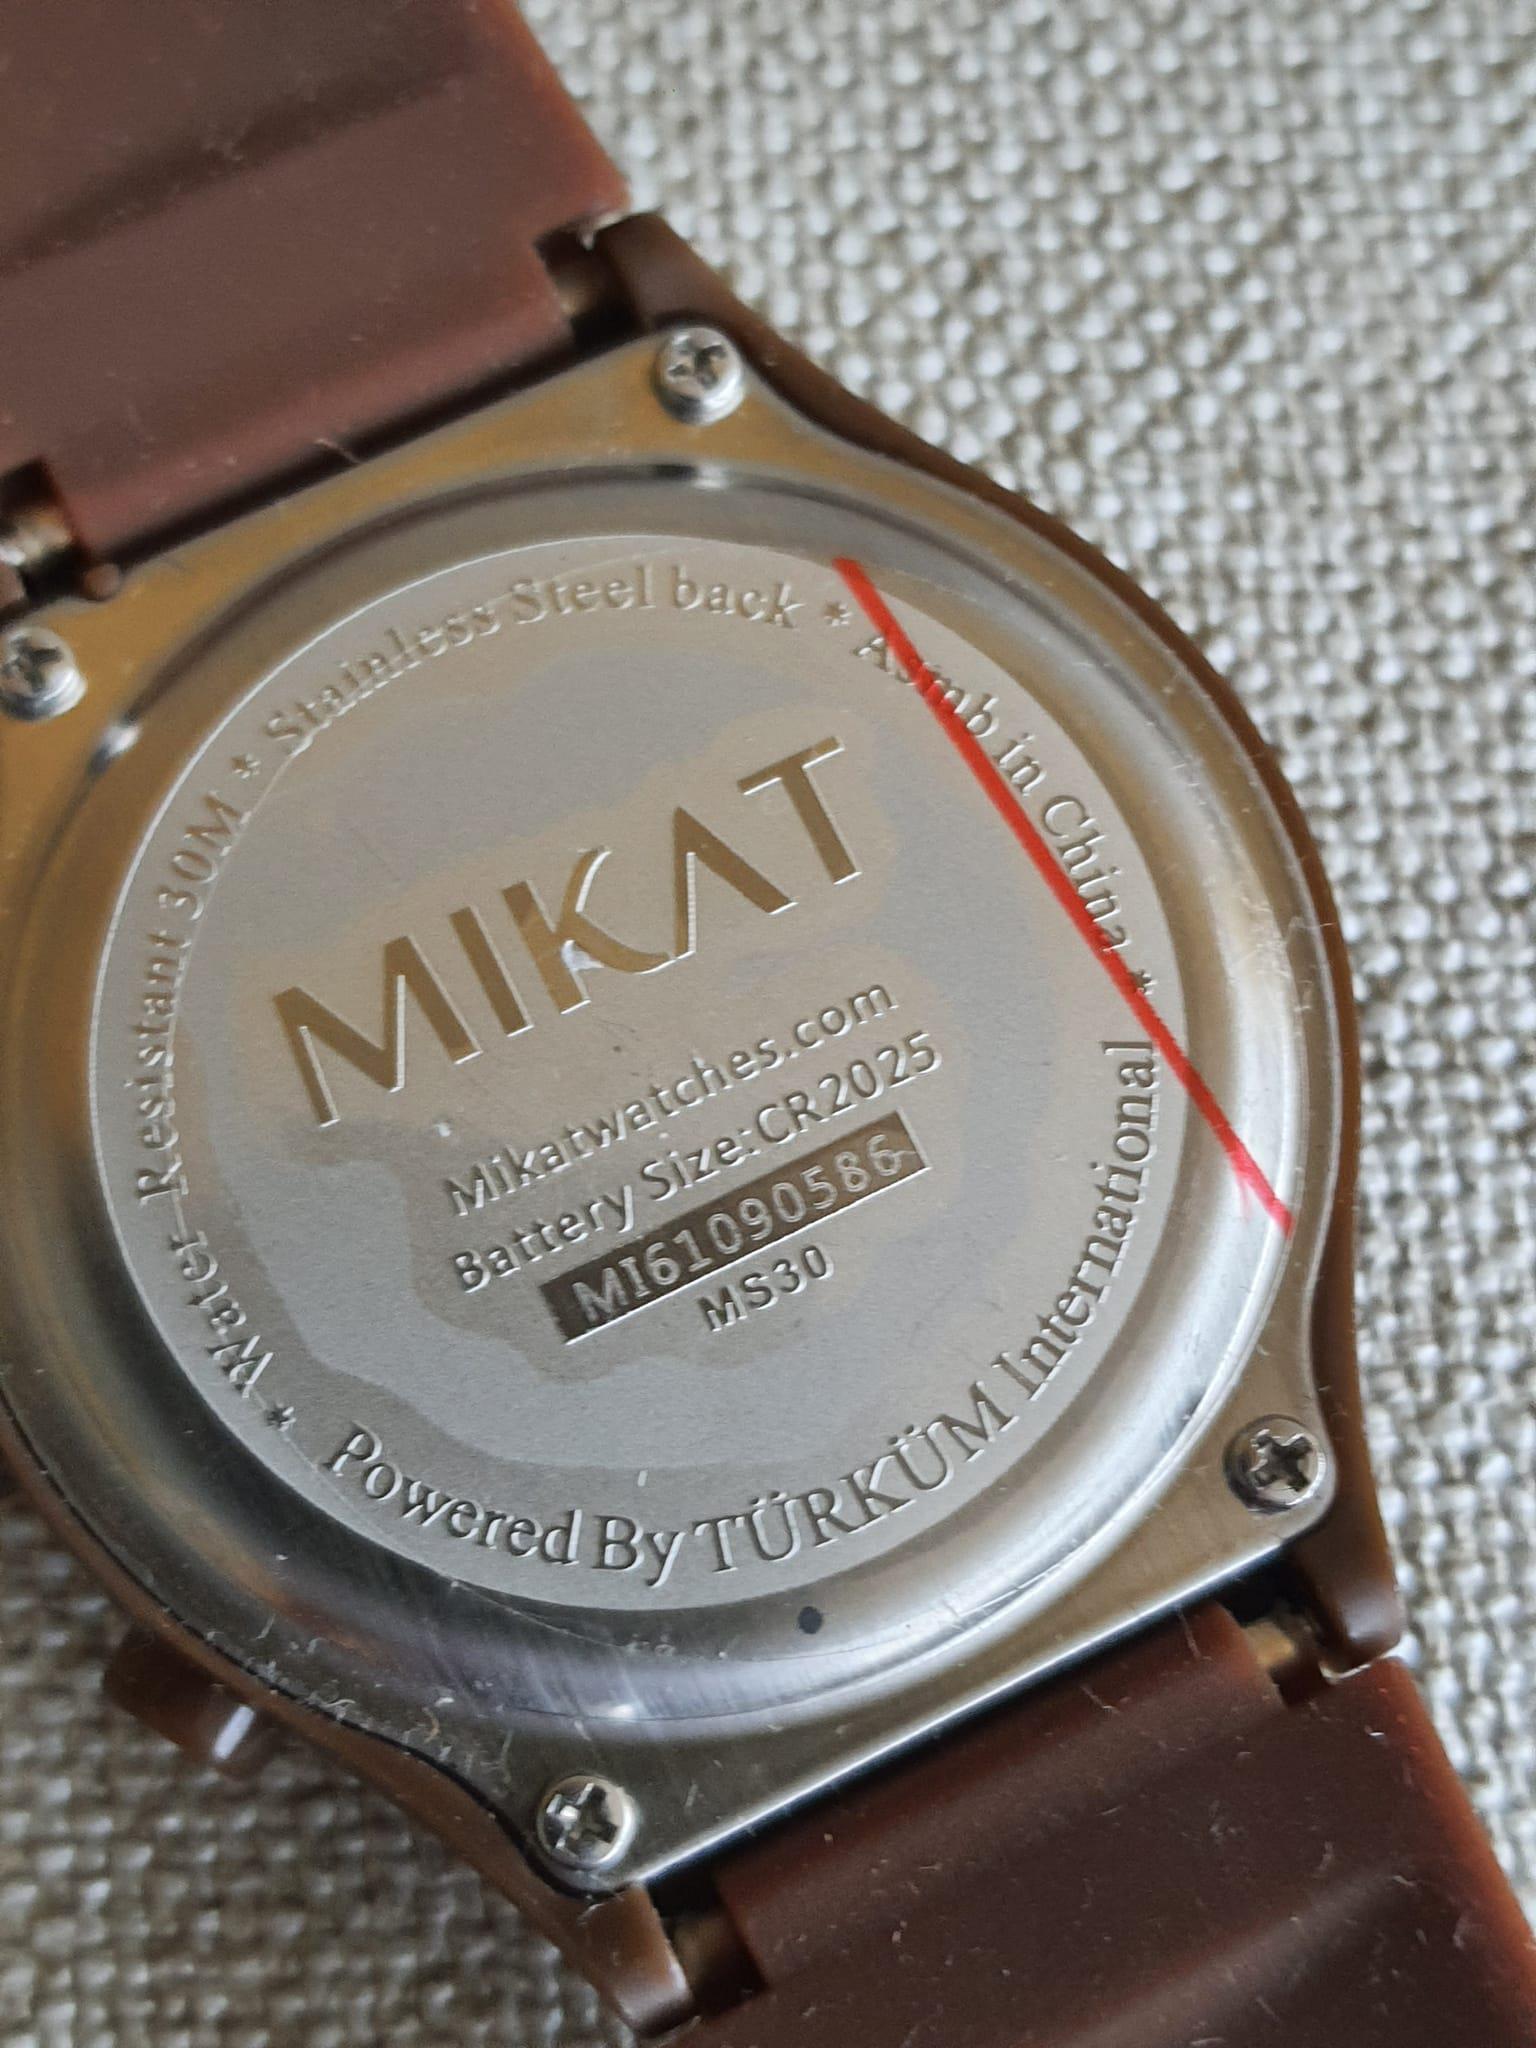 MIKAT
Mikatwatches.com
Battery Size:CR2025
MI61090586
MS30
* Water Resistant 30M * Stainless Steel back * Asmb in China *
Powered By TÜRKÜM International